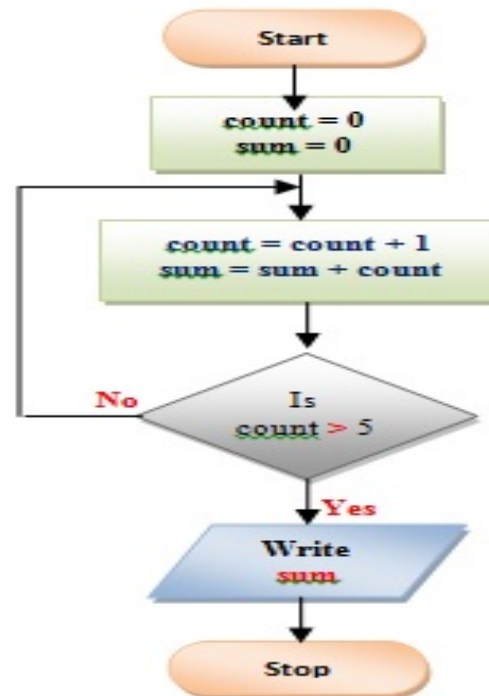 Start
count = 0
sum = 0
count = count + 1
sum = sum + count
Is
count > 5
No
Yes
Write
sum
Stop